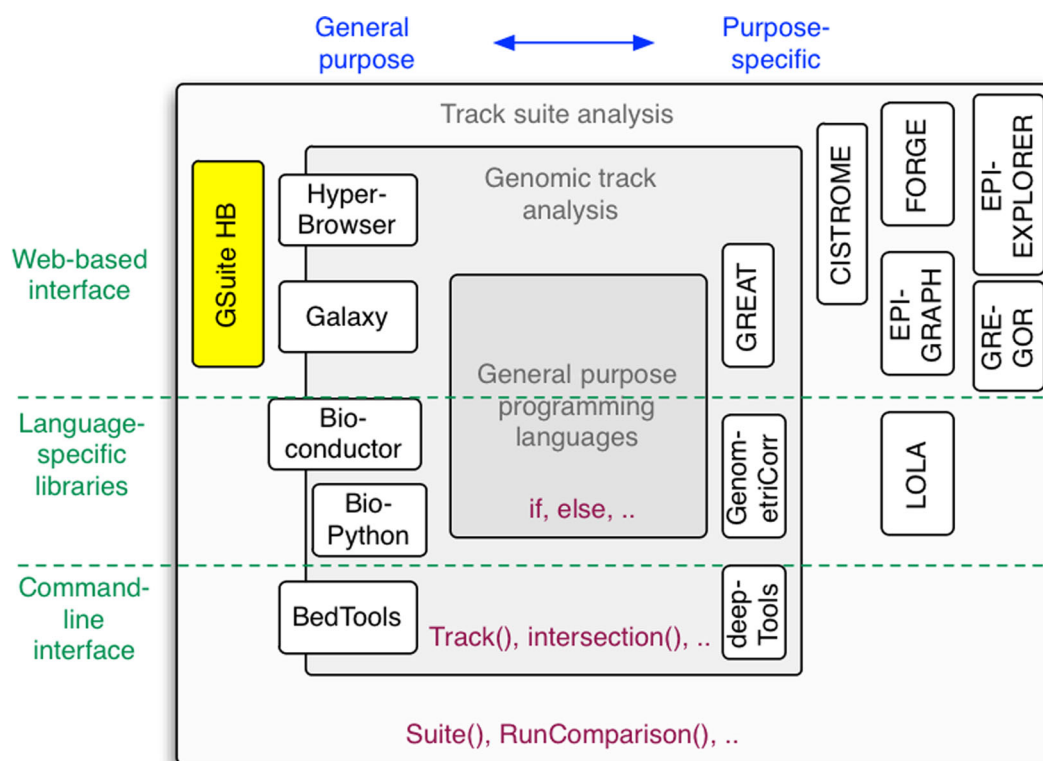 General
purpose
Purpose-
specific
Track suite analysis
Genomic track
analysis
Hyper-
Browser
GSuite HB
Web-based
interface
Galaxy
GREAT
CISTROME
FORGE
EPI-
EXPLORER
EPI-
GRAPH
GRE-
GOR
General purpose
programming
languages
if, else, ..
Language-
specific
libraries
Bio-
conductor
Bio-
Python
Genom-
etriCorr
LOLA
Command-
line
interface
BedTools
Track(), intersection(), ..
deep-
Tools
Suite(), RunComparison(), ..